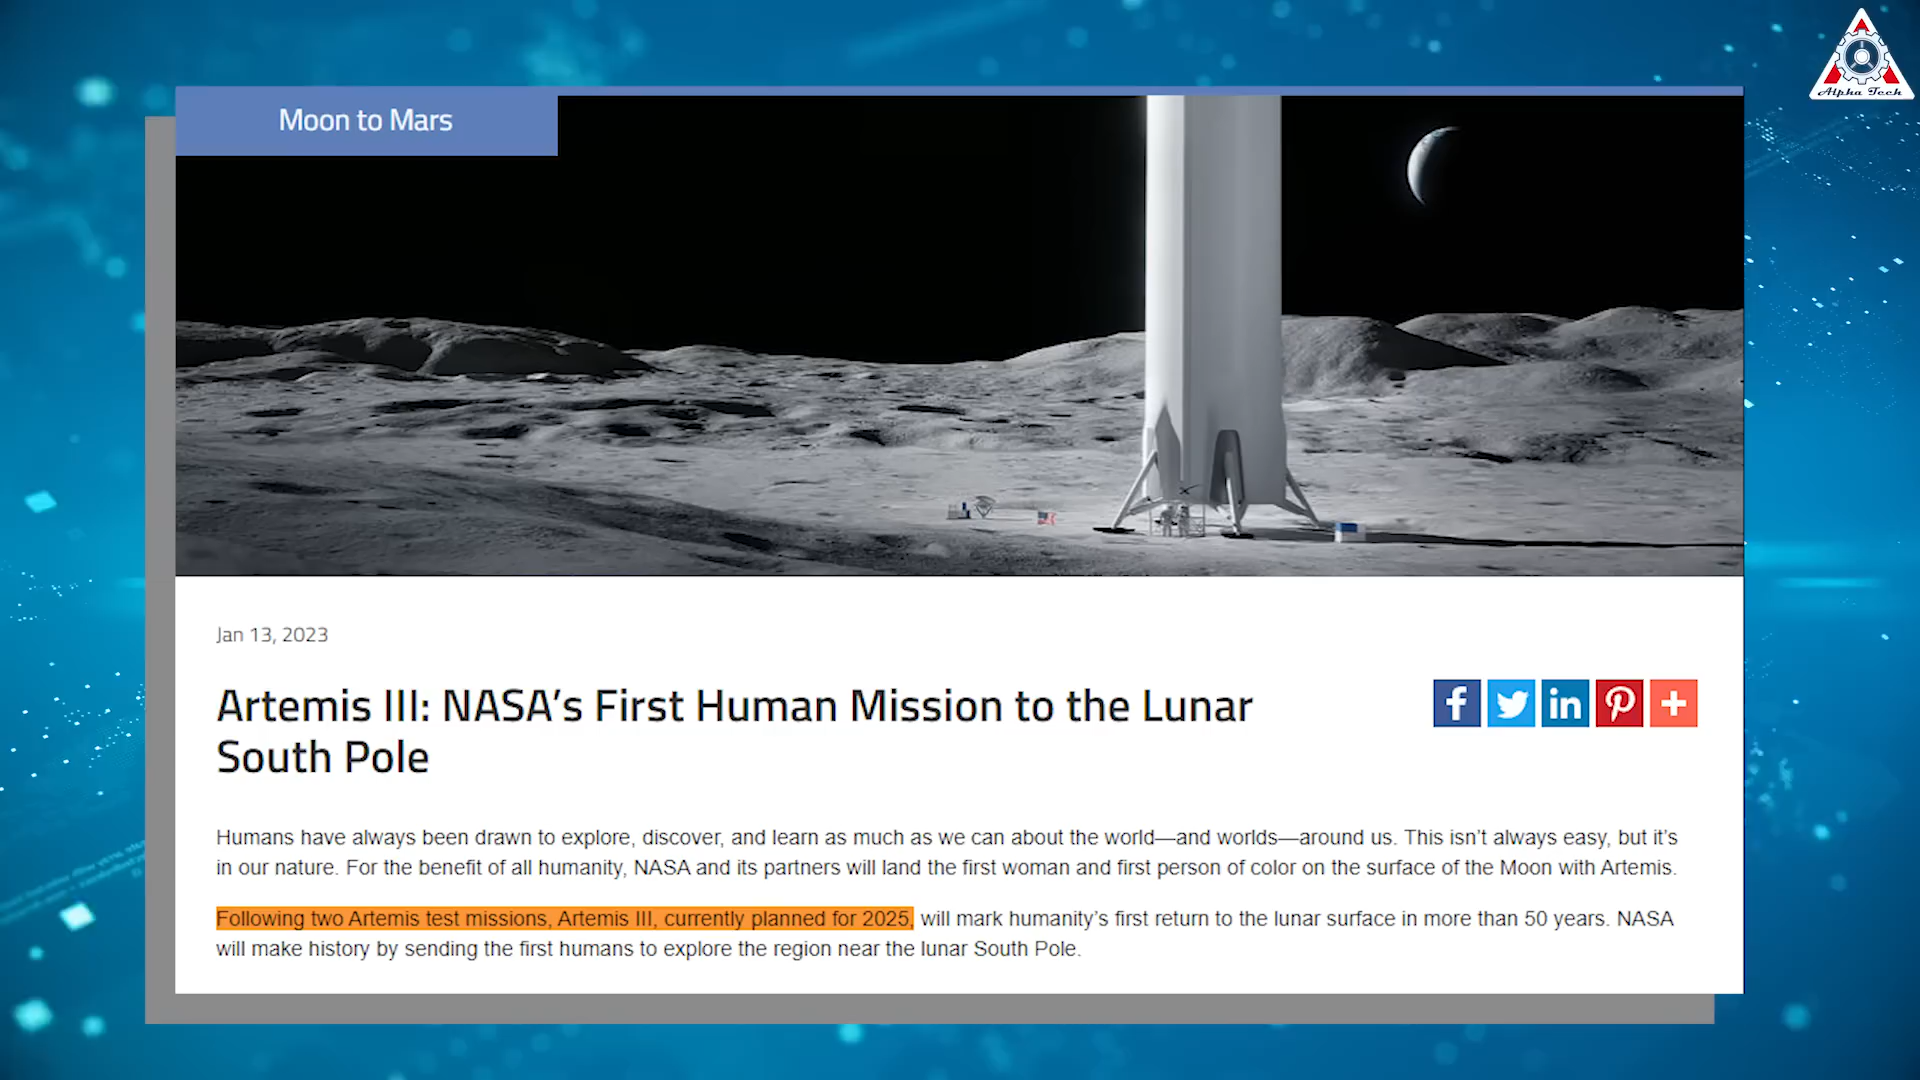 Alpha Tech
Moon to Mars
Jan 13, 2023
Artemis III: NASA's First Human Mission to the Lunar
South Pole
Humans have always been drawn to explore, discover, and learn as much as we can about the world—and worlds—around us. This isn't always easy, but it's
in our nature. For the benefit of all humanity, NASA and its partners will land the first woman and first person of color on the surface of the Moon with Artemis.
Following two Artemis test missions, Artemis III, currently planned for 2025, will mark humanity's first return to the lunar surface in more than 50 years. NASA
will make history by sending the first humans to explore the region near the lunar South Pole.